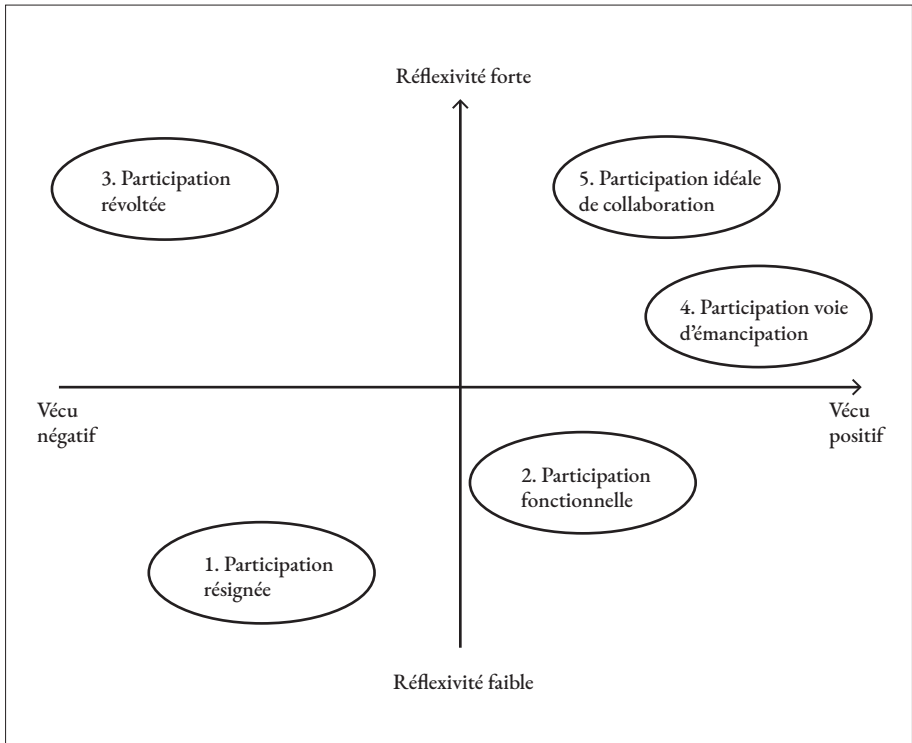 Réflexivité forte
3. Participation
révoltée
5. Participation idéale
de collaboration
4. Participation voie
d’émancipation
Vécu
négatif
Vécu
positif
2. Participation
fonctionnelle
1. Participation
résignée
Réflexivité faible